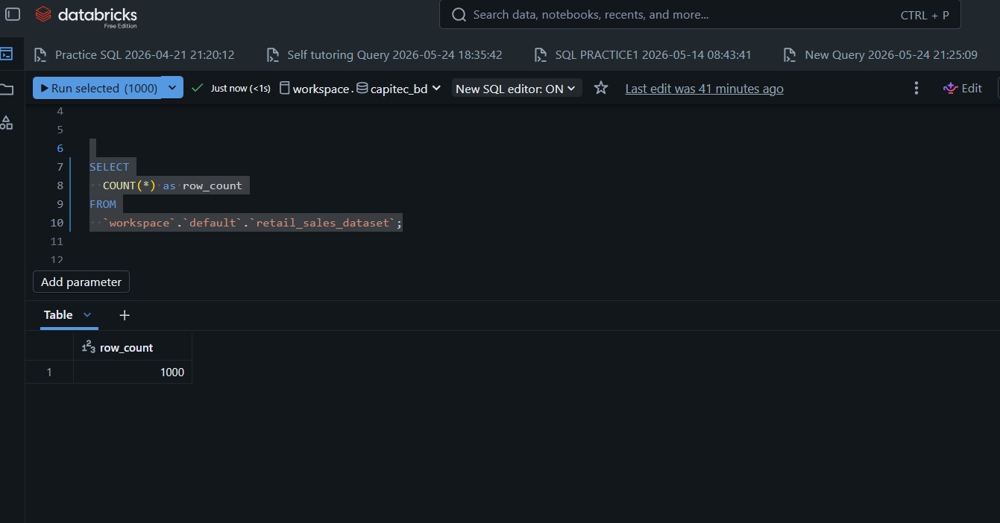 databricks
Free Edition
Search data, notebooks, recents, and more...
CTRL + P
Practice SQL 2026-04-21 21:20:12
Self tutoring Query 2026-05-24 18:35:42
SQL PRACTICE1 2026-05-14 08:43:41
New Query 2026-05-24 21:25:09
Run selected (1000)
Just now (<1s)
workspace.
capitec_bd
New SQL editor: ON
Last edit was 41 minutes ago
Edit
4
5
6
7 SELECT
8 COUNT(*) as row_count
9 FROM
10 `workspace`.`default`.`retail_sales_dataset`;
11
12
Add parameter
Table
+
123 row_count
1 1000